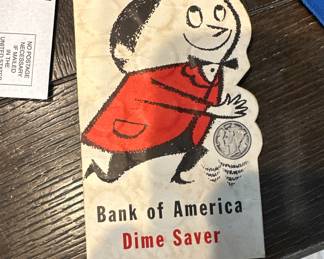 NO POSTAGE
NECESSARY
IF MAILED
IN THE
UNITED STATES
Bank of America
Dime Saver